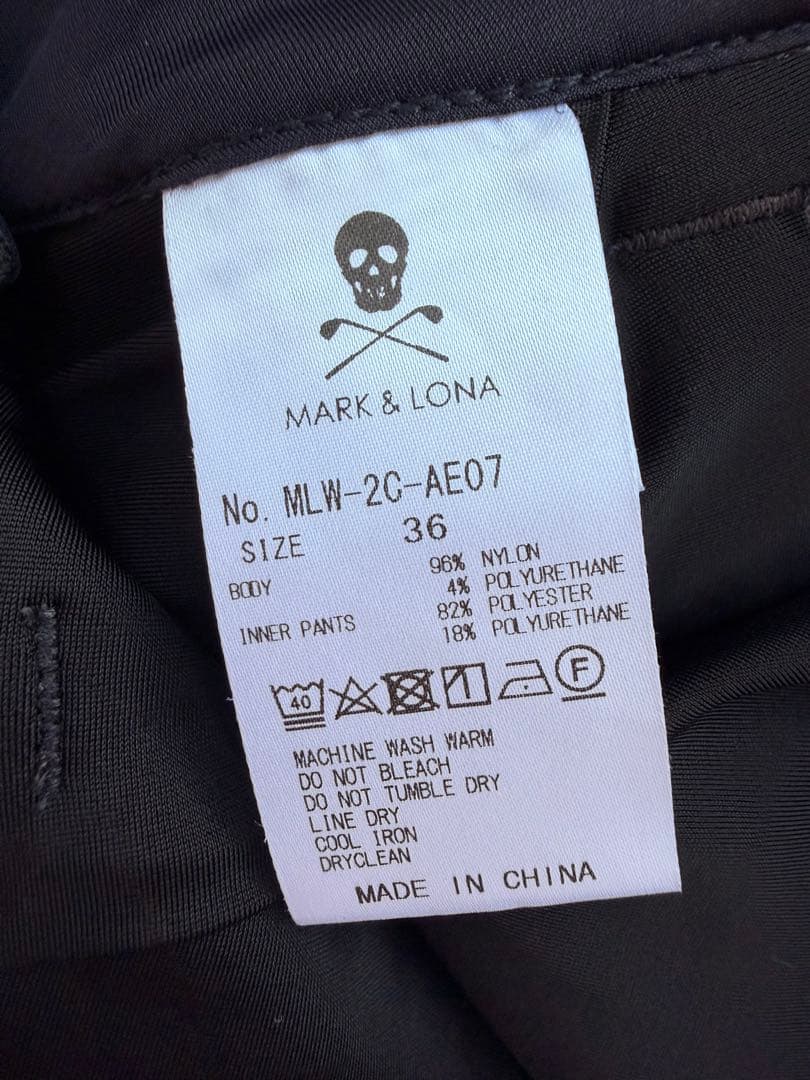 MARK & LONA
No. MLW-2C-AE07
SIZE 36
BODY 96% NYLON
4% POLYURETHANE
INNER PANTS 82% POLYESTER
18% POLYURETHANE
40 F
MACHINE WASH WARM
DO NOT BLEACH
DO NOT TUMBLE DRY
LINE DRY
COOL IRON
DRYCLEAN
MADE IN CHINA